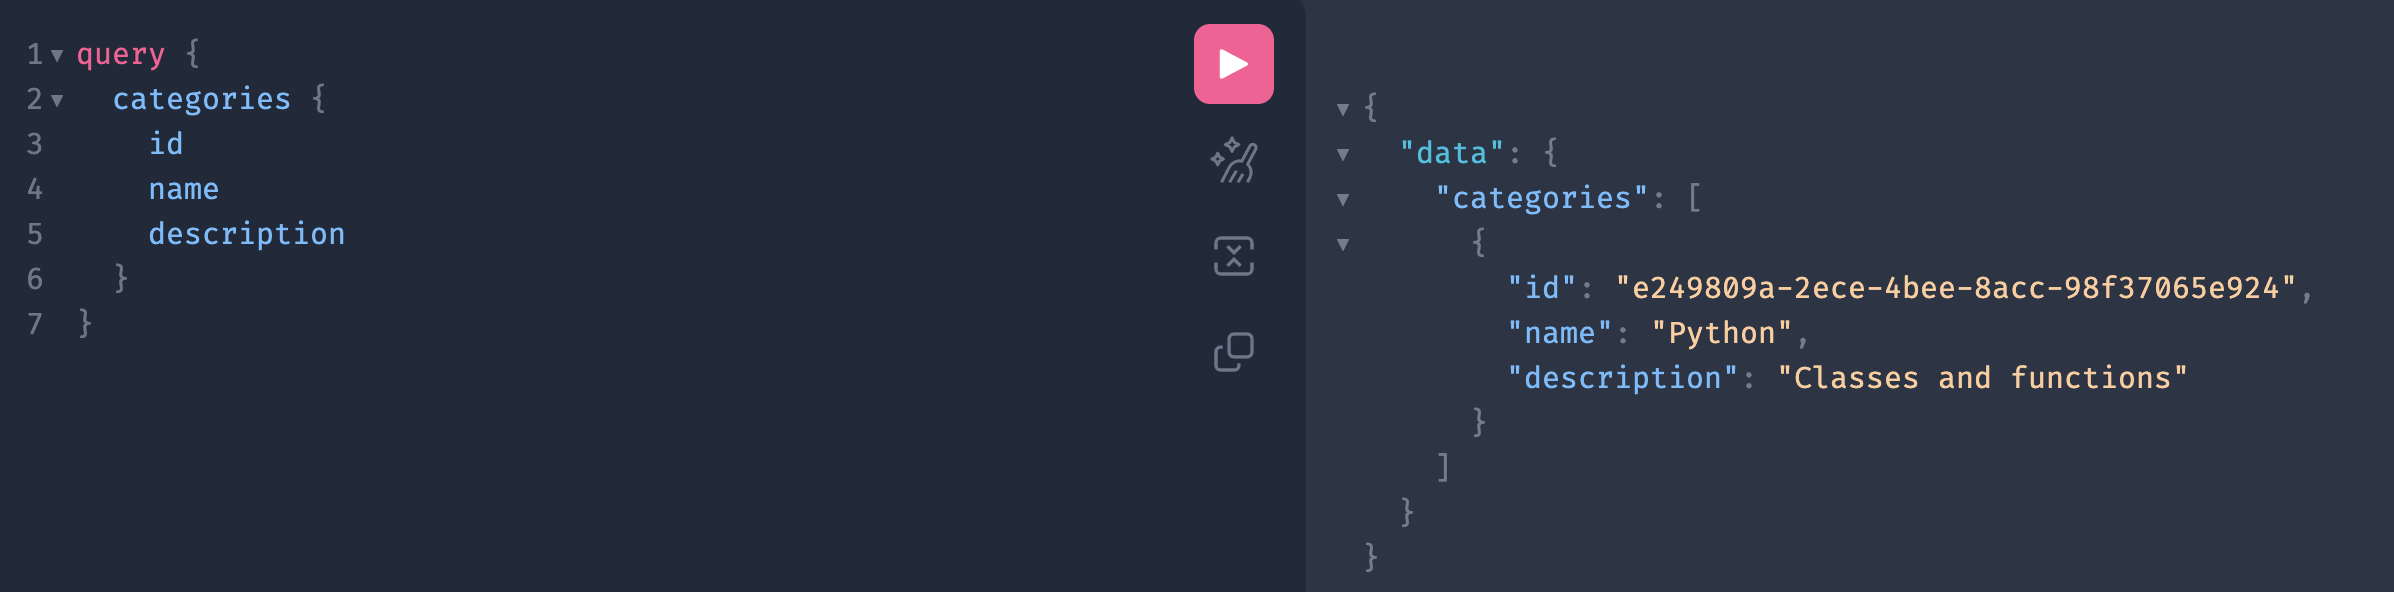 1 query {
2 categories {
3 id
4 name
5 description
6 }
7 }
{
"data": {
"categories": [
{
"id": "e249809a-2ece-4bee-8acc-98f37065e924",
"name": "Python",
"description": "Classes and functions"
}
]
}
}